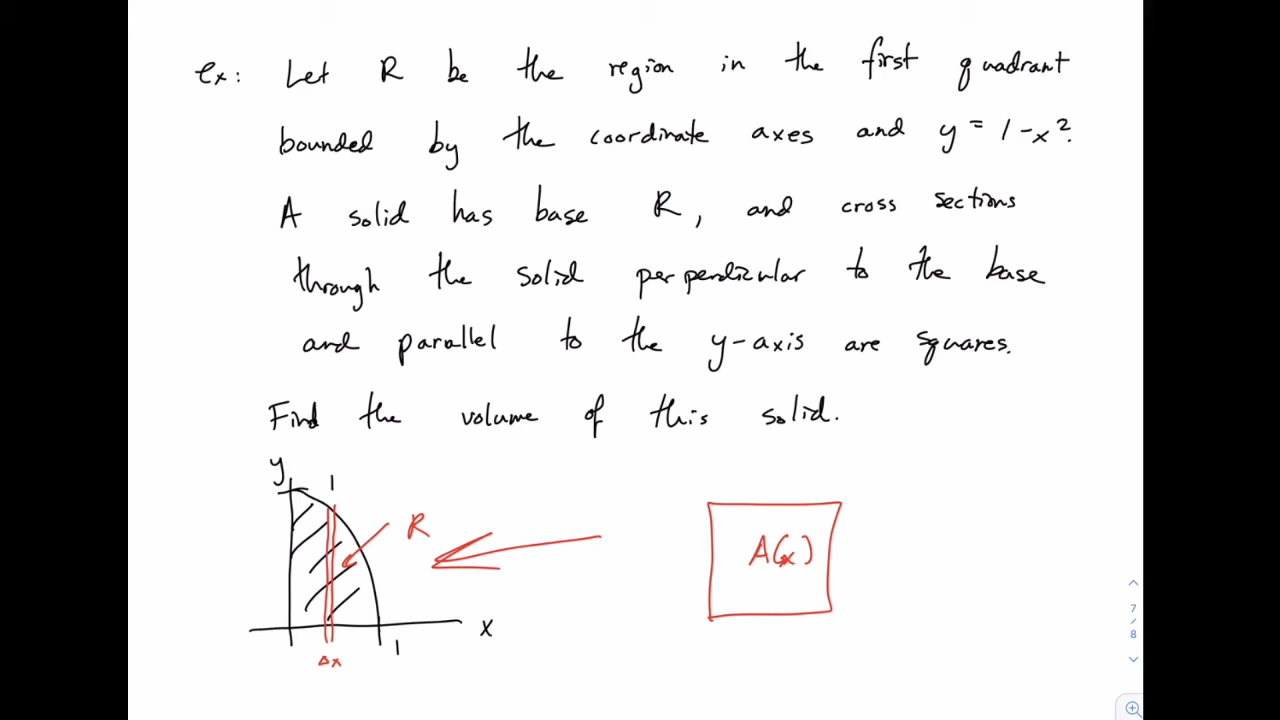 ex: Let R be the region in the first quadrant
bounded by the coordinate axes and y = 1-x².
A solid has base R, and cross sections
through the solid perpendicular to the base
and parallel to the y-axis are squares.
Find the volume of this solid.
y
1
R
A(x)
x
1
Δx
7
/
8